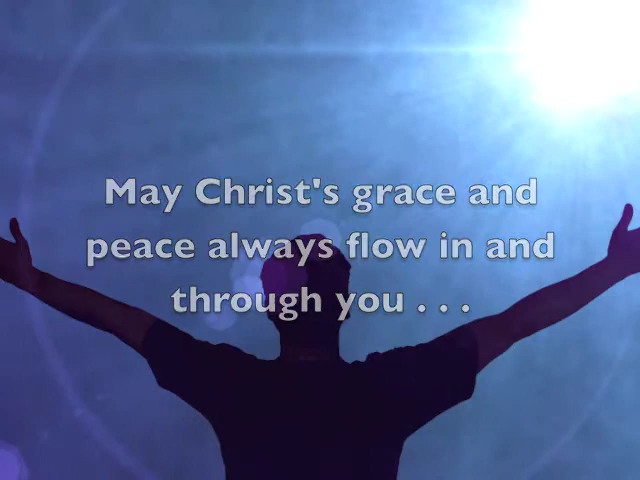 May Christ's grace and
peace always flow in and
through you . . .